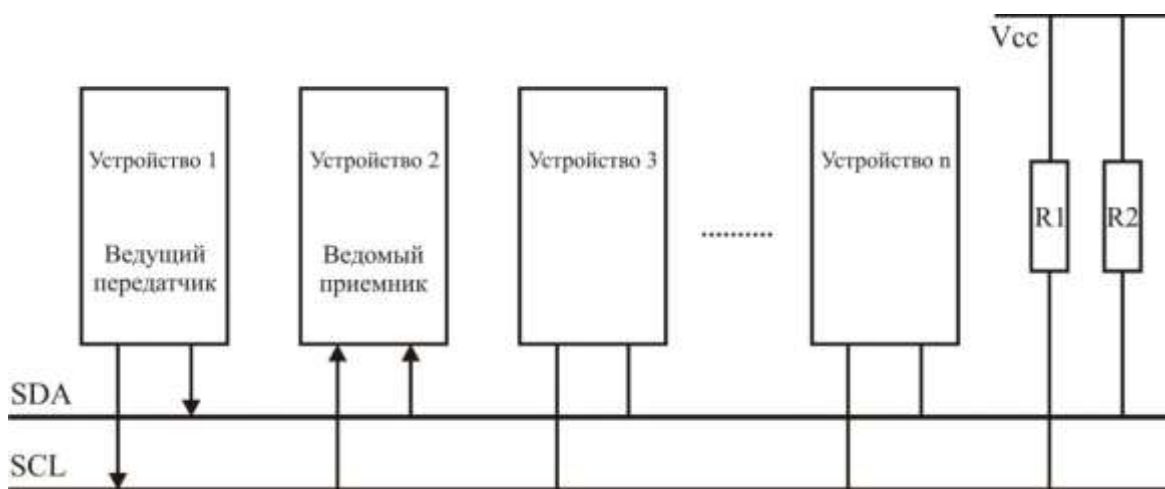 Vcc
Устройство 1
Устройство 2
Устройство 3
Устройство n
R1
R2
Ведущий
передатчик
Ведомый
приемник
..........
SDA
SCL